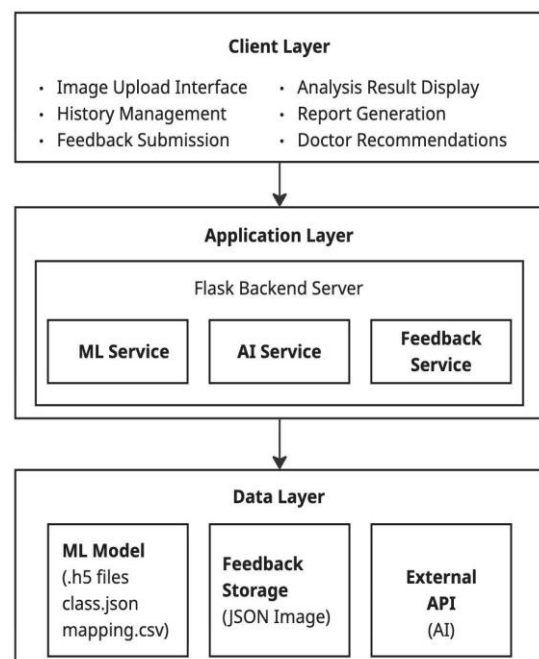 Client Layer
· Image Upload Interface
· History Management
· Feedback Submission
· Analysis Result Display
· Report Generation
· Doctor Recommendations
Application Layer
Flask Backend Server
ML Service
AI Service
Feedback
Service
Data Layer
ML Model
(.h5 files
class.json
mapping.csv)
Feedback
Storage
(JSON Image)
External
API
(AI)